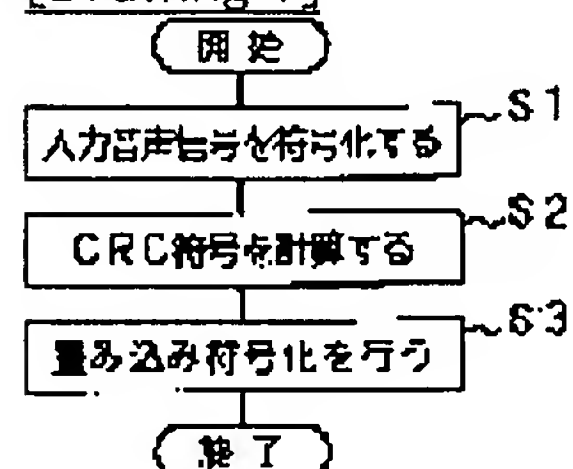 [Drawing 4]
開始
入力音声信号を符号化する
S1
CRC符号を計算する
S2
畳み込み符号化を行う
S3
終了